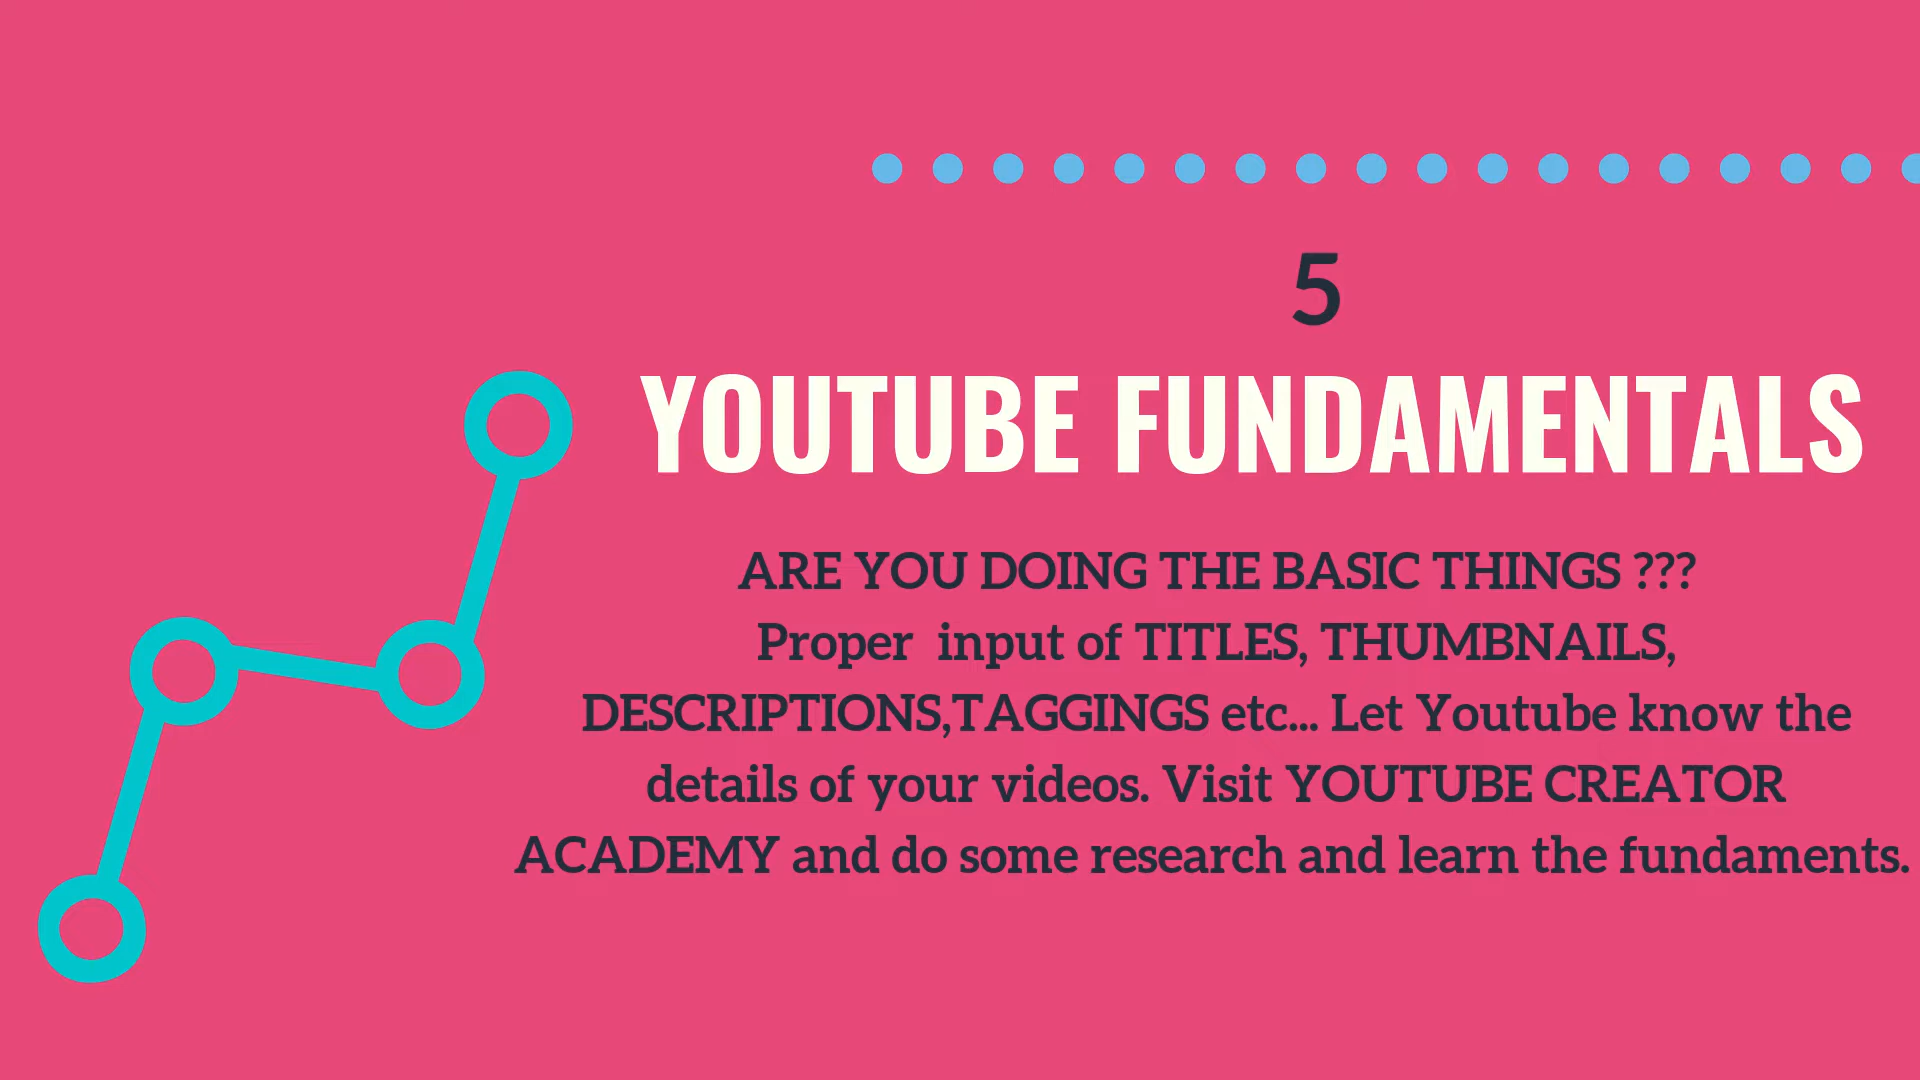 5
YOUTUBE FUNDAMENTALS
ARE YOU DOING THE BASIC THINGS ???
Proper  input of TITLES, THUMBNAILS,
DESCRIPTIONS,TAGGINGS etc... Let Youtube know the
details of your videos. Visit YOUTUBE CREATOR
ACADEMY and do some research and learn the fundaments.